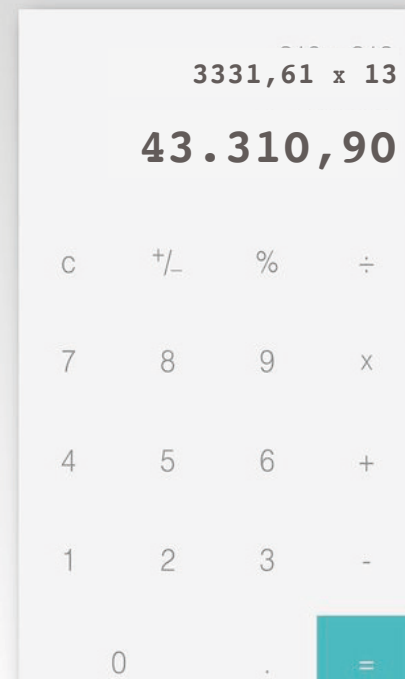 3331,61 x 13
43.310,90
c +/_ % ÷
7 8 9 x
4 5 6 +
1 2 3 -
0 . =